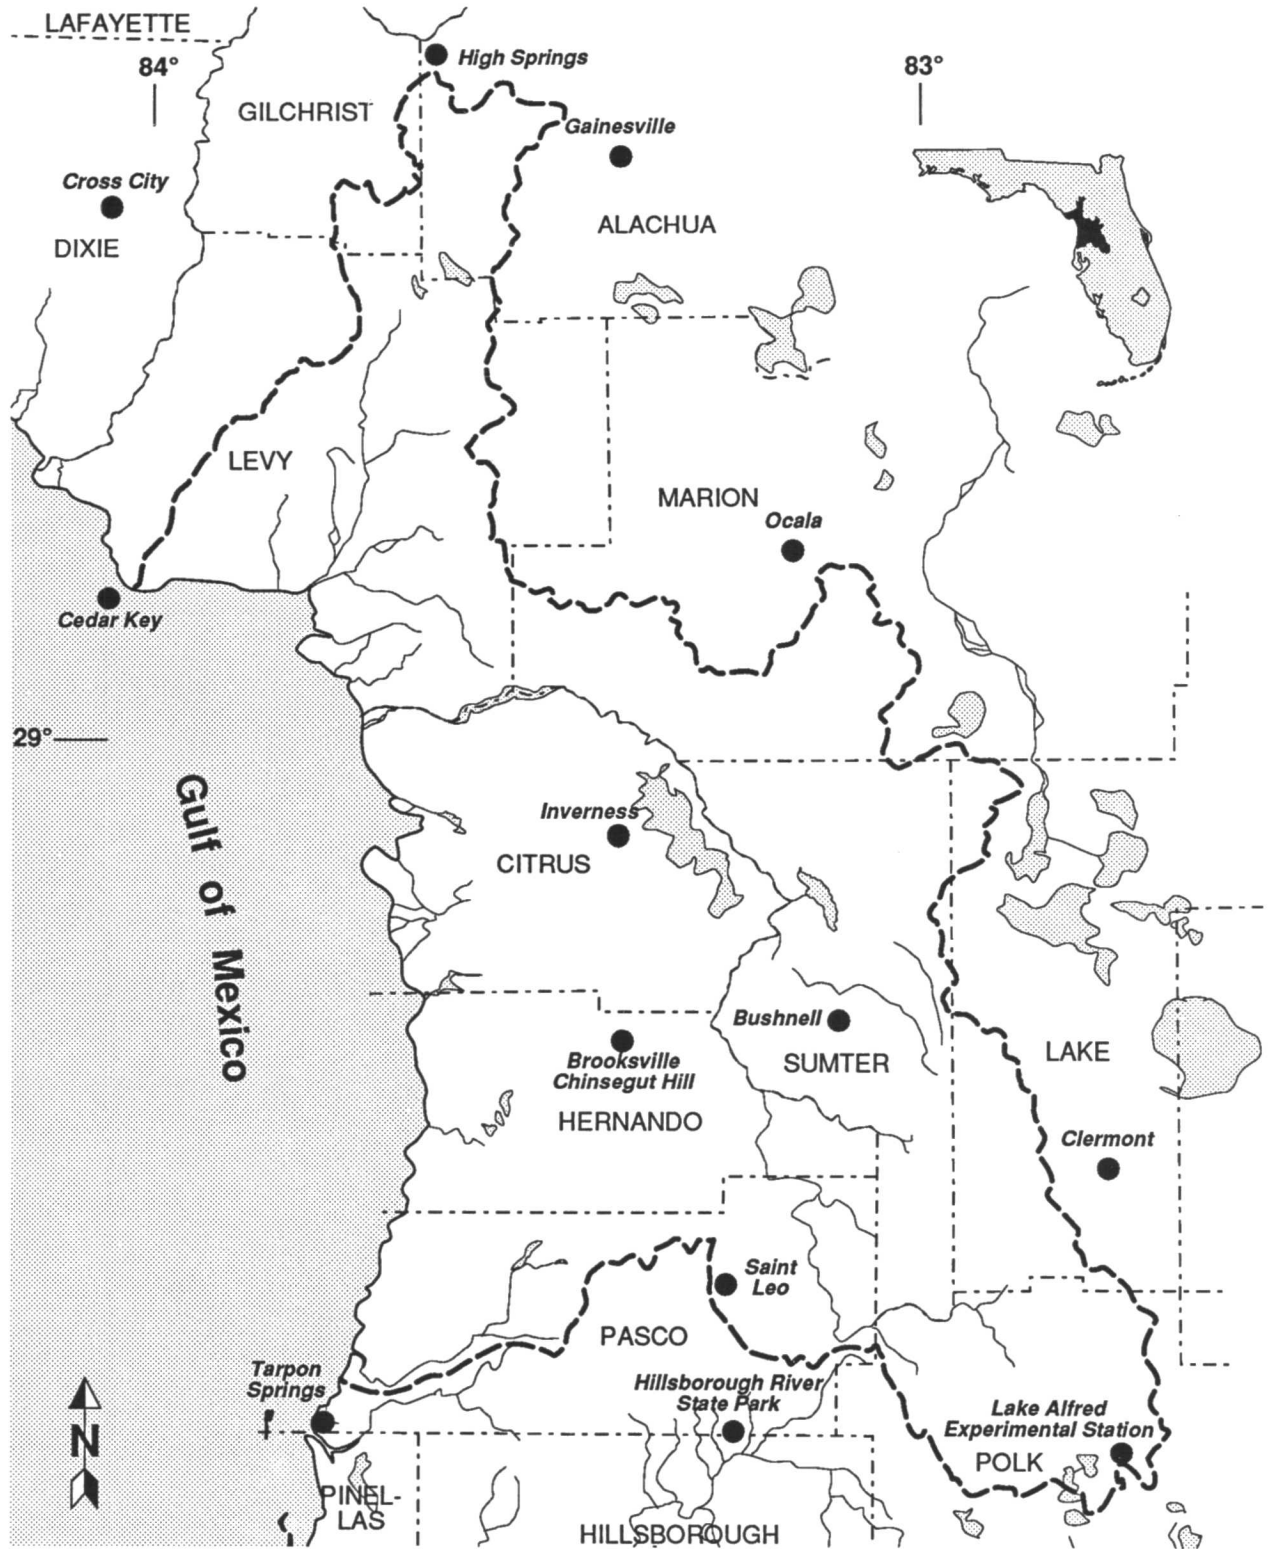 LAFAYETTE
84°
High Springs
83°
GILCHRIST
Gainesville
Cross City
ALACHUA
DIXIE
LEVY
MARION
Ocala
Cedar Key
29°
Gulf of Mexico
Inverness
CITRUS
Bushnell
SUMTER
LAKE
Brooksville
Chinsegut Hill
HERNANDO
Clermont
Saint
Leo
PASCO
Tarpon
Springs
Hillsborough River
State Park
Lake Alfred
Experimental Station
POLK
N
PINEL-
LAS
HILLSBOROUGH